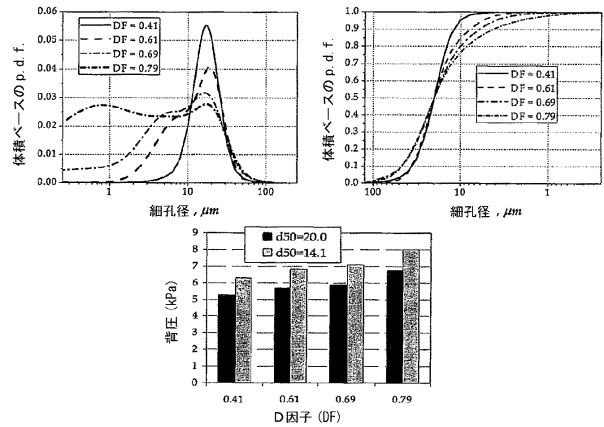 体積ベースのp.d.f.
0.06
0.05
0.04
0.03
0.02
0.01
0.00
DF = 0.41
DF = 0.61
DF = 0.69
DF = 0.79
1
10
100
細孔径, μm
体積ベースのp.d.f.
1.0
0.9
0.8
0.7
0.6
0.5
0.4
0.3
0.2
0.1
0.0
DF = 0.41
DF = 0.61
DF = 0.69
DF = 0.79
100
10
1
細孔径, μm
背圧 (kPa)
9
8
7
6
5
4
3
2
1
0
d50=20.0
d50=14.1
0.41
0.61
0.69
0.79
D因子 (DF)